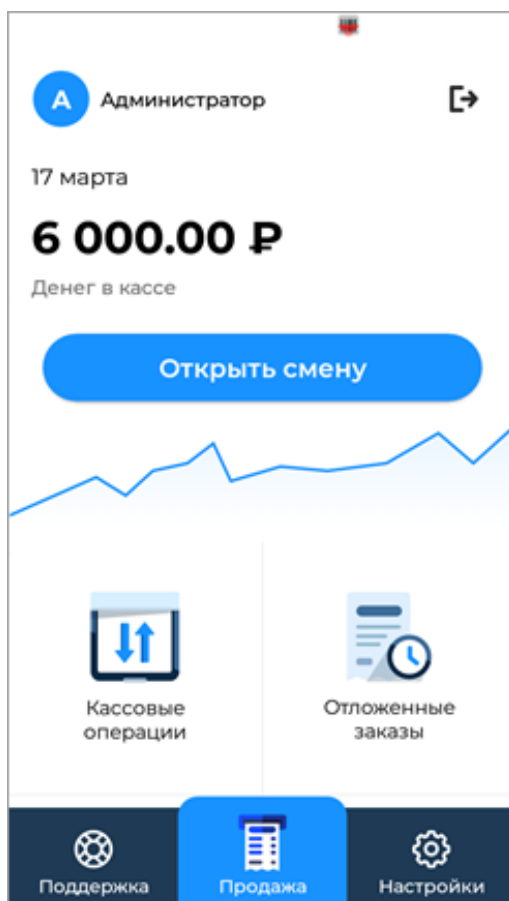 А Администратор
17 марта
6 000.00 ₽
Денег в кассе
Открыть смену
Кассовые
операции
Отложенные
заказы
Поддержка
Продажа
Настройки